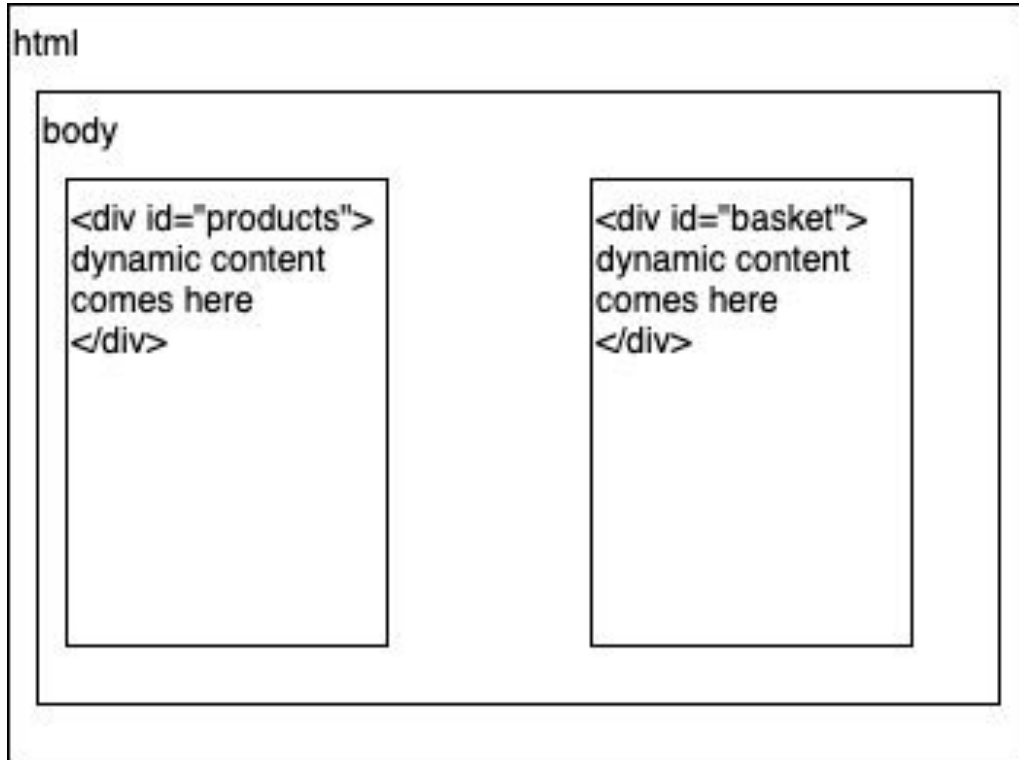 html
body
<div id="products">
dynamic content
comes here
</div>
<div id="basket">
dynamic content
comes here
</div>